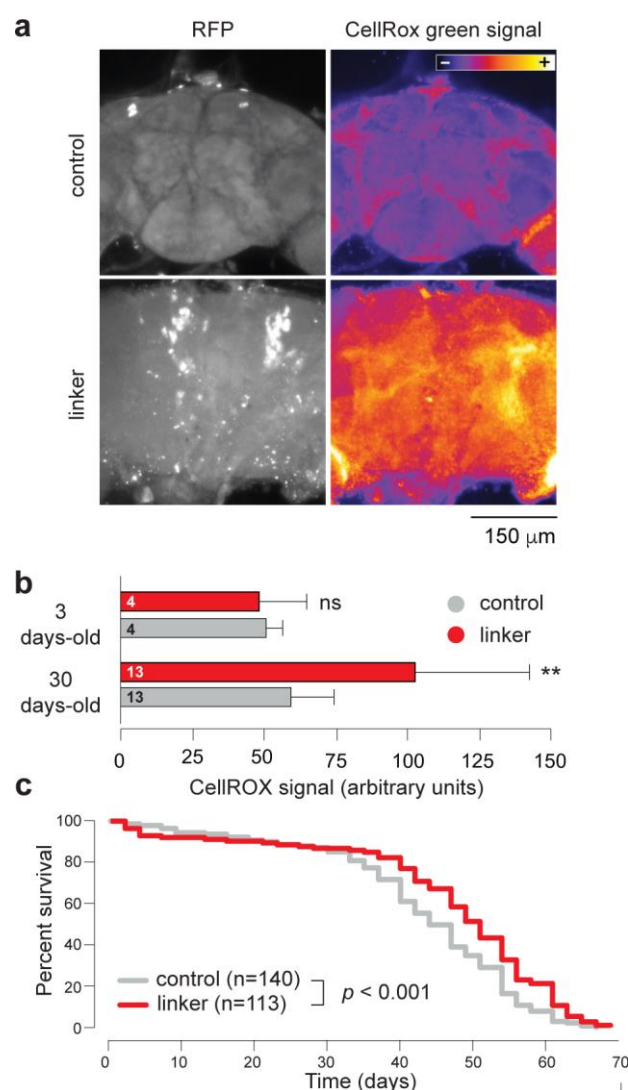 a
RFP
CellRox green signal
control
− +
linker
150 μm
b
3
days-old
4
ns
4
control
linker
30
days-old
13
**
13
0 25 50 75 100 125 150
CellROX signal (arbitrary units)
c
Percent survival
100
80
60
40
20
0
control (n=140)
linker (n=113)
p < 0.001
0 10 20 30 40 50 60 70
Time (days)